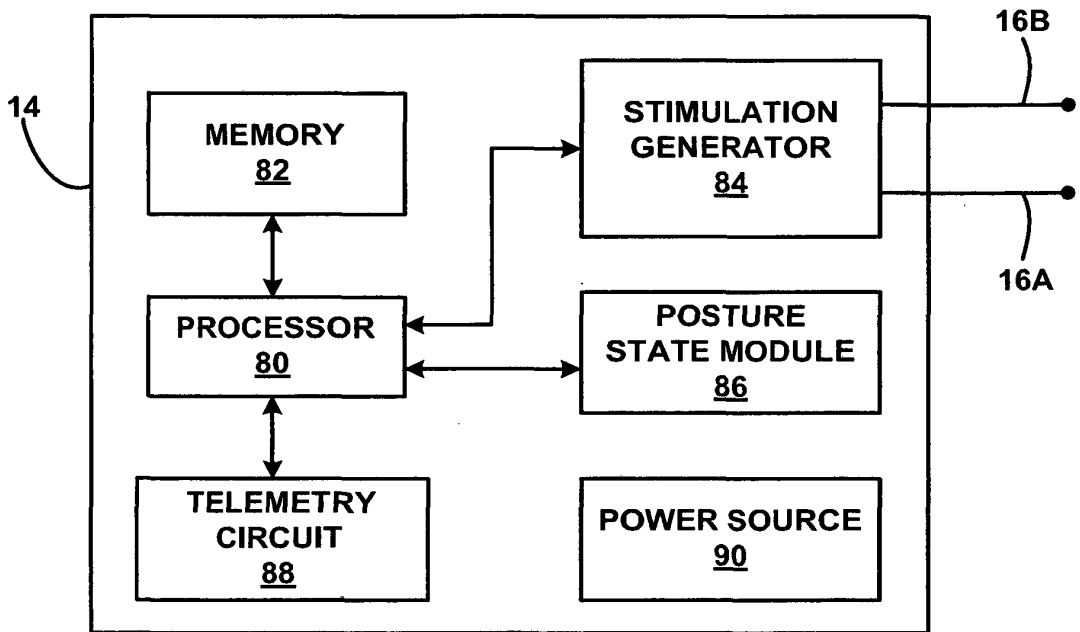 16B
14
MEMORY
82
STIMULATION
GENERATOR
84
16A
PROCESSOR
80
POSTURE
STATE MODULE
86
TELEMETRY
CIRCUIT
88
POWER SOURCE
90